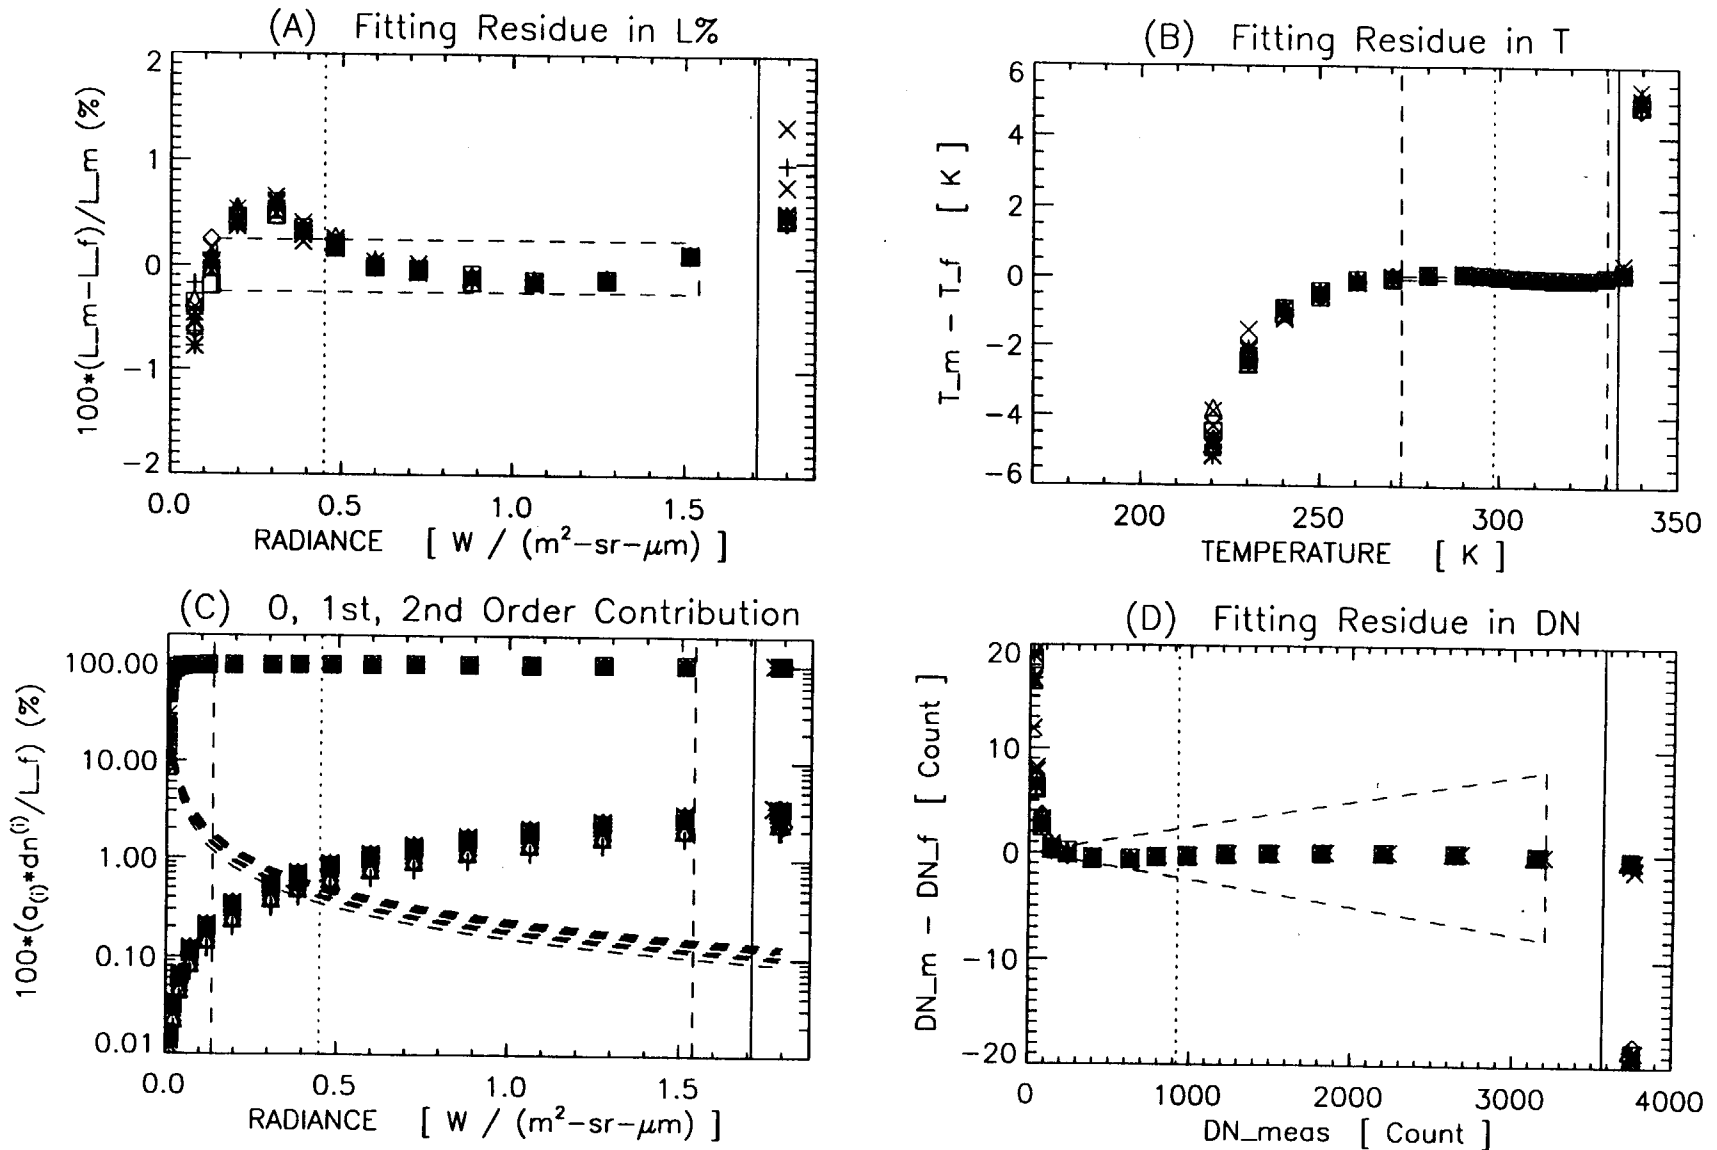 (A) Fitting Residue in L%
100*(L_m-L_f)/L_m (%)
2
1
0
-1
-2
0.0 0.5 1.0 1.5
RADIANCE [ W / (m²-sr-μm) ]
(B) Fitting Residue in T
T_m - T_f [ K ]
6
4
2
0
-2
-4
-6
200 250 300 350
TEMPERATURE [ K ]
(C) 0, 1st, 2nd Order Contribution
100*(a(i)*dn(i)/L_f) (%)
100.00
10.00
1.00
0.10
0.01
0.0 0.5 1.0 1.5
RADIANCE [ W / (m²-sr-μm) ]
(D) Fitting Residue in DN
DN_m - DN_f [ Count ]
20
10
0
-10
-20
0 1000 2000 3000 4000
DN_meas [ Count ]